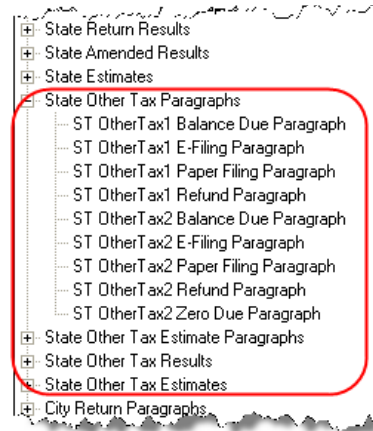 State Return Results
State Amended Results
State Estimates
State Other Tax Paragraphs
ST OtherTax1 Balance Due Paragraph
ST OtherTax1 E-Filing Paragraph
ST OtherTax1 Paper Filing Paragraph
ST OtherTax1 Refund Paragraph
ST OtherTax2 Balance Due Paragraph
ST OtherTax2 E-Filing Paragraph
ST OtherTax2 Paper Filing Paragraph
ST OtherTax2 Refund Paragraph
ST OtherTax2 Zero Due Paragraph
State Other Tax Estimate Paragraphs
State Other Tax Results
State Other Tax Estimates
City Return Paragraphs